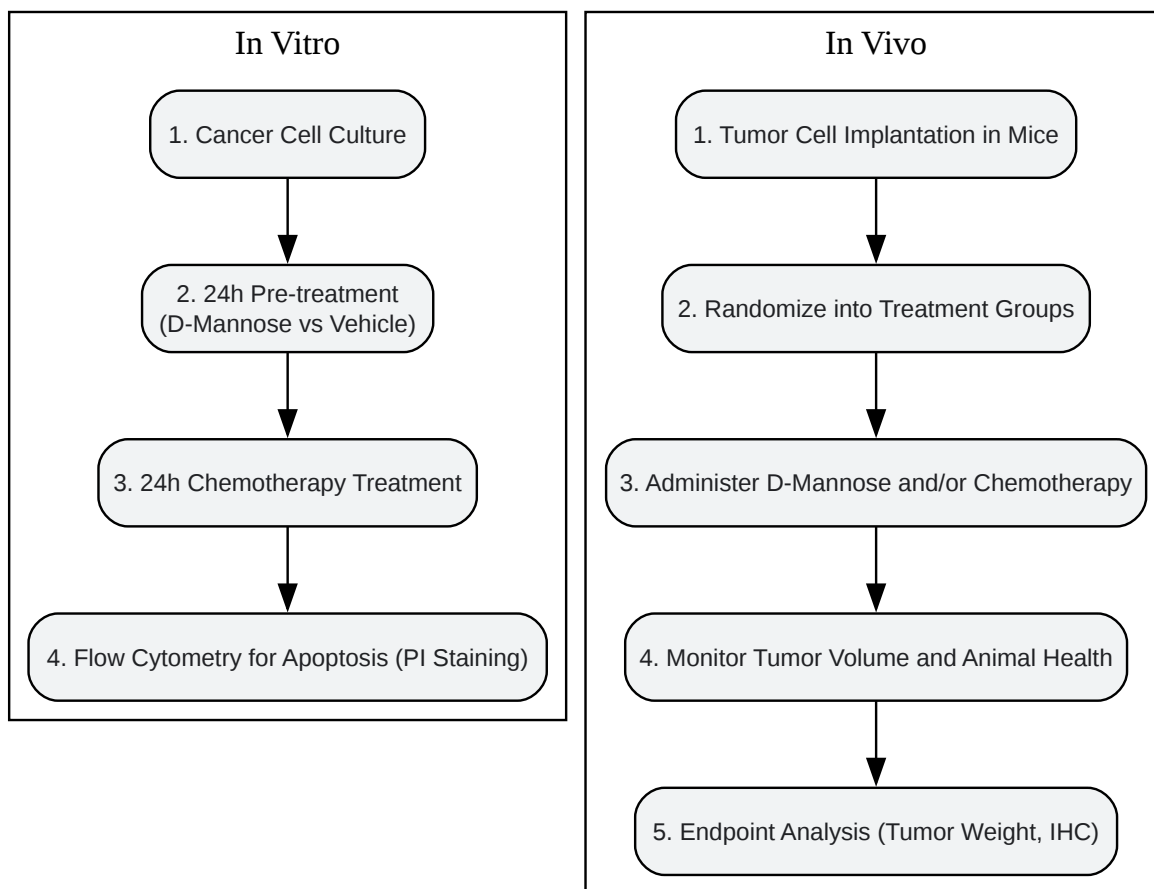 In Vitro
1. Cancer Cell Culture
2. 24h Pre-treatment
(D-Mannose vs Vehicle)
3. 24h Chemotherapy Treatment
4. Flow Cytometry for Apoptosis (PI Staining)
In Vivo
1. Tumor Cell Implantation in Mice
2. Randomize into Treatment Groups
3. Administer D-Mannose and/or Chemotherapy
4. Monitor Tumor Volume and Animal Health
5. Endpoint Analysis (Tumor Weight, IHC)